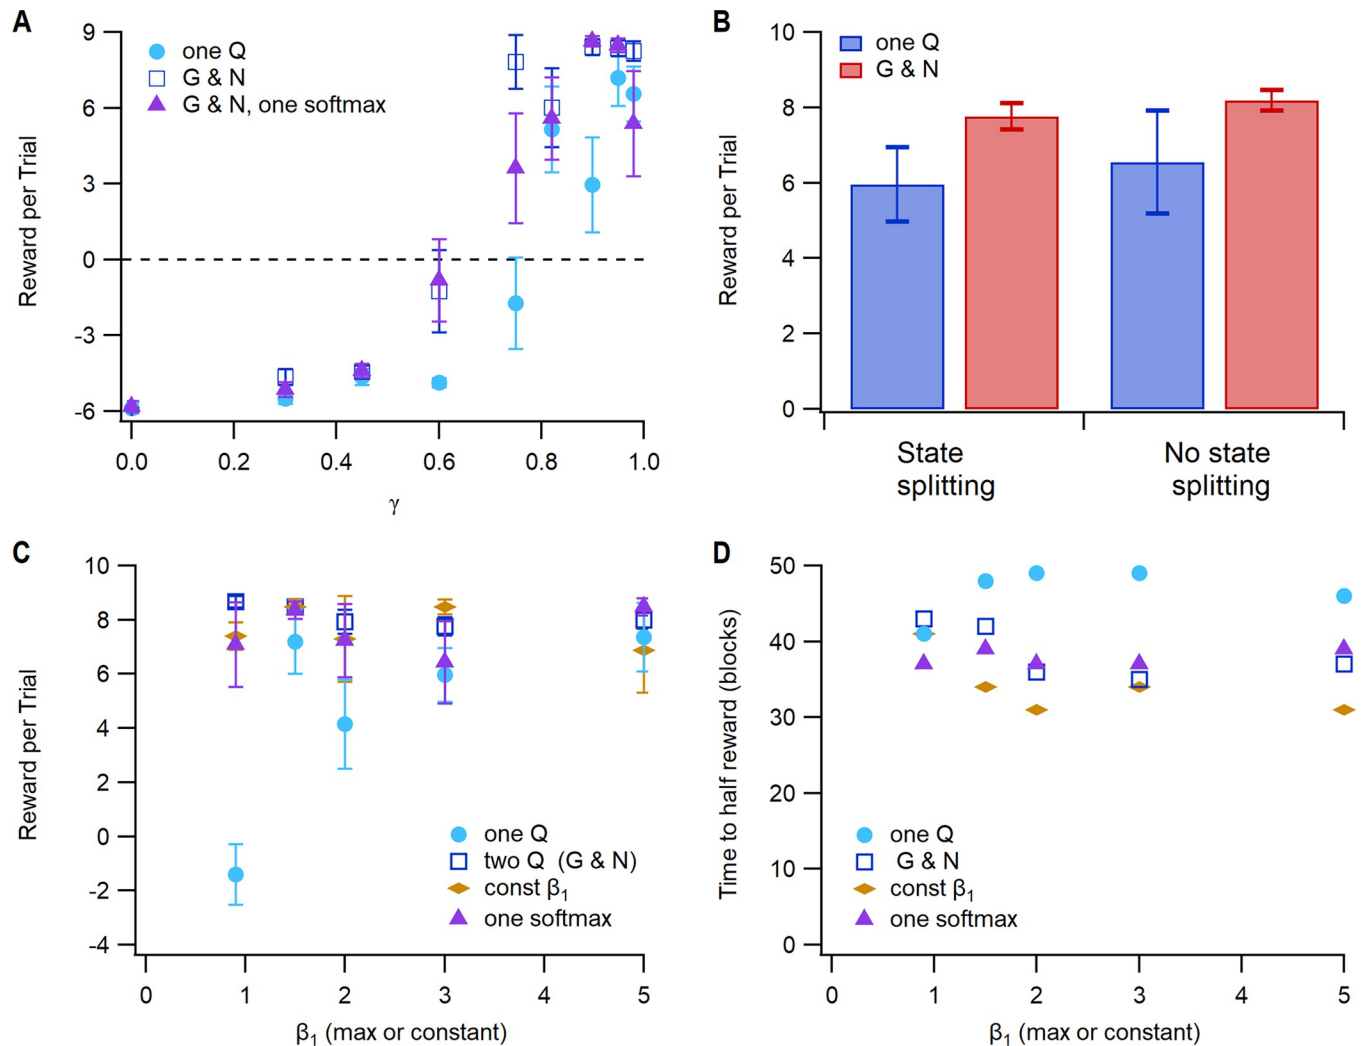 A
one Q
G & N
G & N, one softmax
Reward per Trial
9
6
3
0
-3
-6
0.0 0.2 0.4 0.6 0.8 1.0
γ
B
one Q
G & N
Reward per Trial
10
8
6
4
2
0
State
splitting
No state
splitting
C
Reward per Trial
10
8
6
4
2
0
-2
-4
one Q
two Q (G & N)
const β1
one softmax
0 1 2 3 4 5
β1 (max or constant)
D
Time to half reward (blocks)
50
40
30
20
10
0
one Q
G & N
const β1
one softmax
0 1 2 3 4 5
β1 (max or constant)